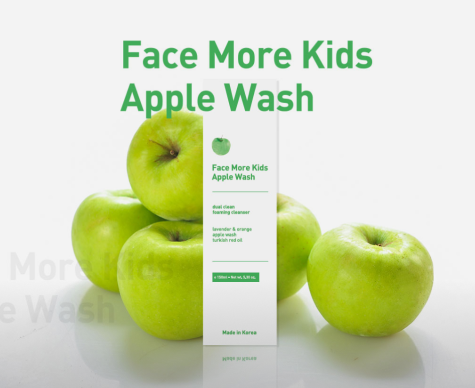 Face More Kids
Apple Wash
Face More Kids
Apple Wash
dual clean
foaming cleanser
lavender & orange
apple wash
turkish red oil
Made in Korea
More Kids
e Wash